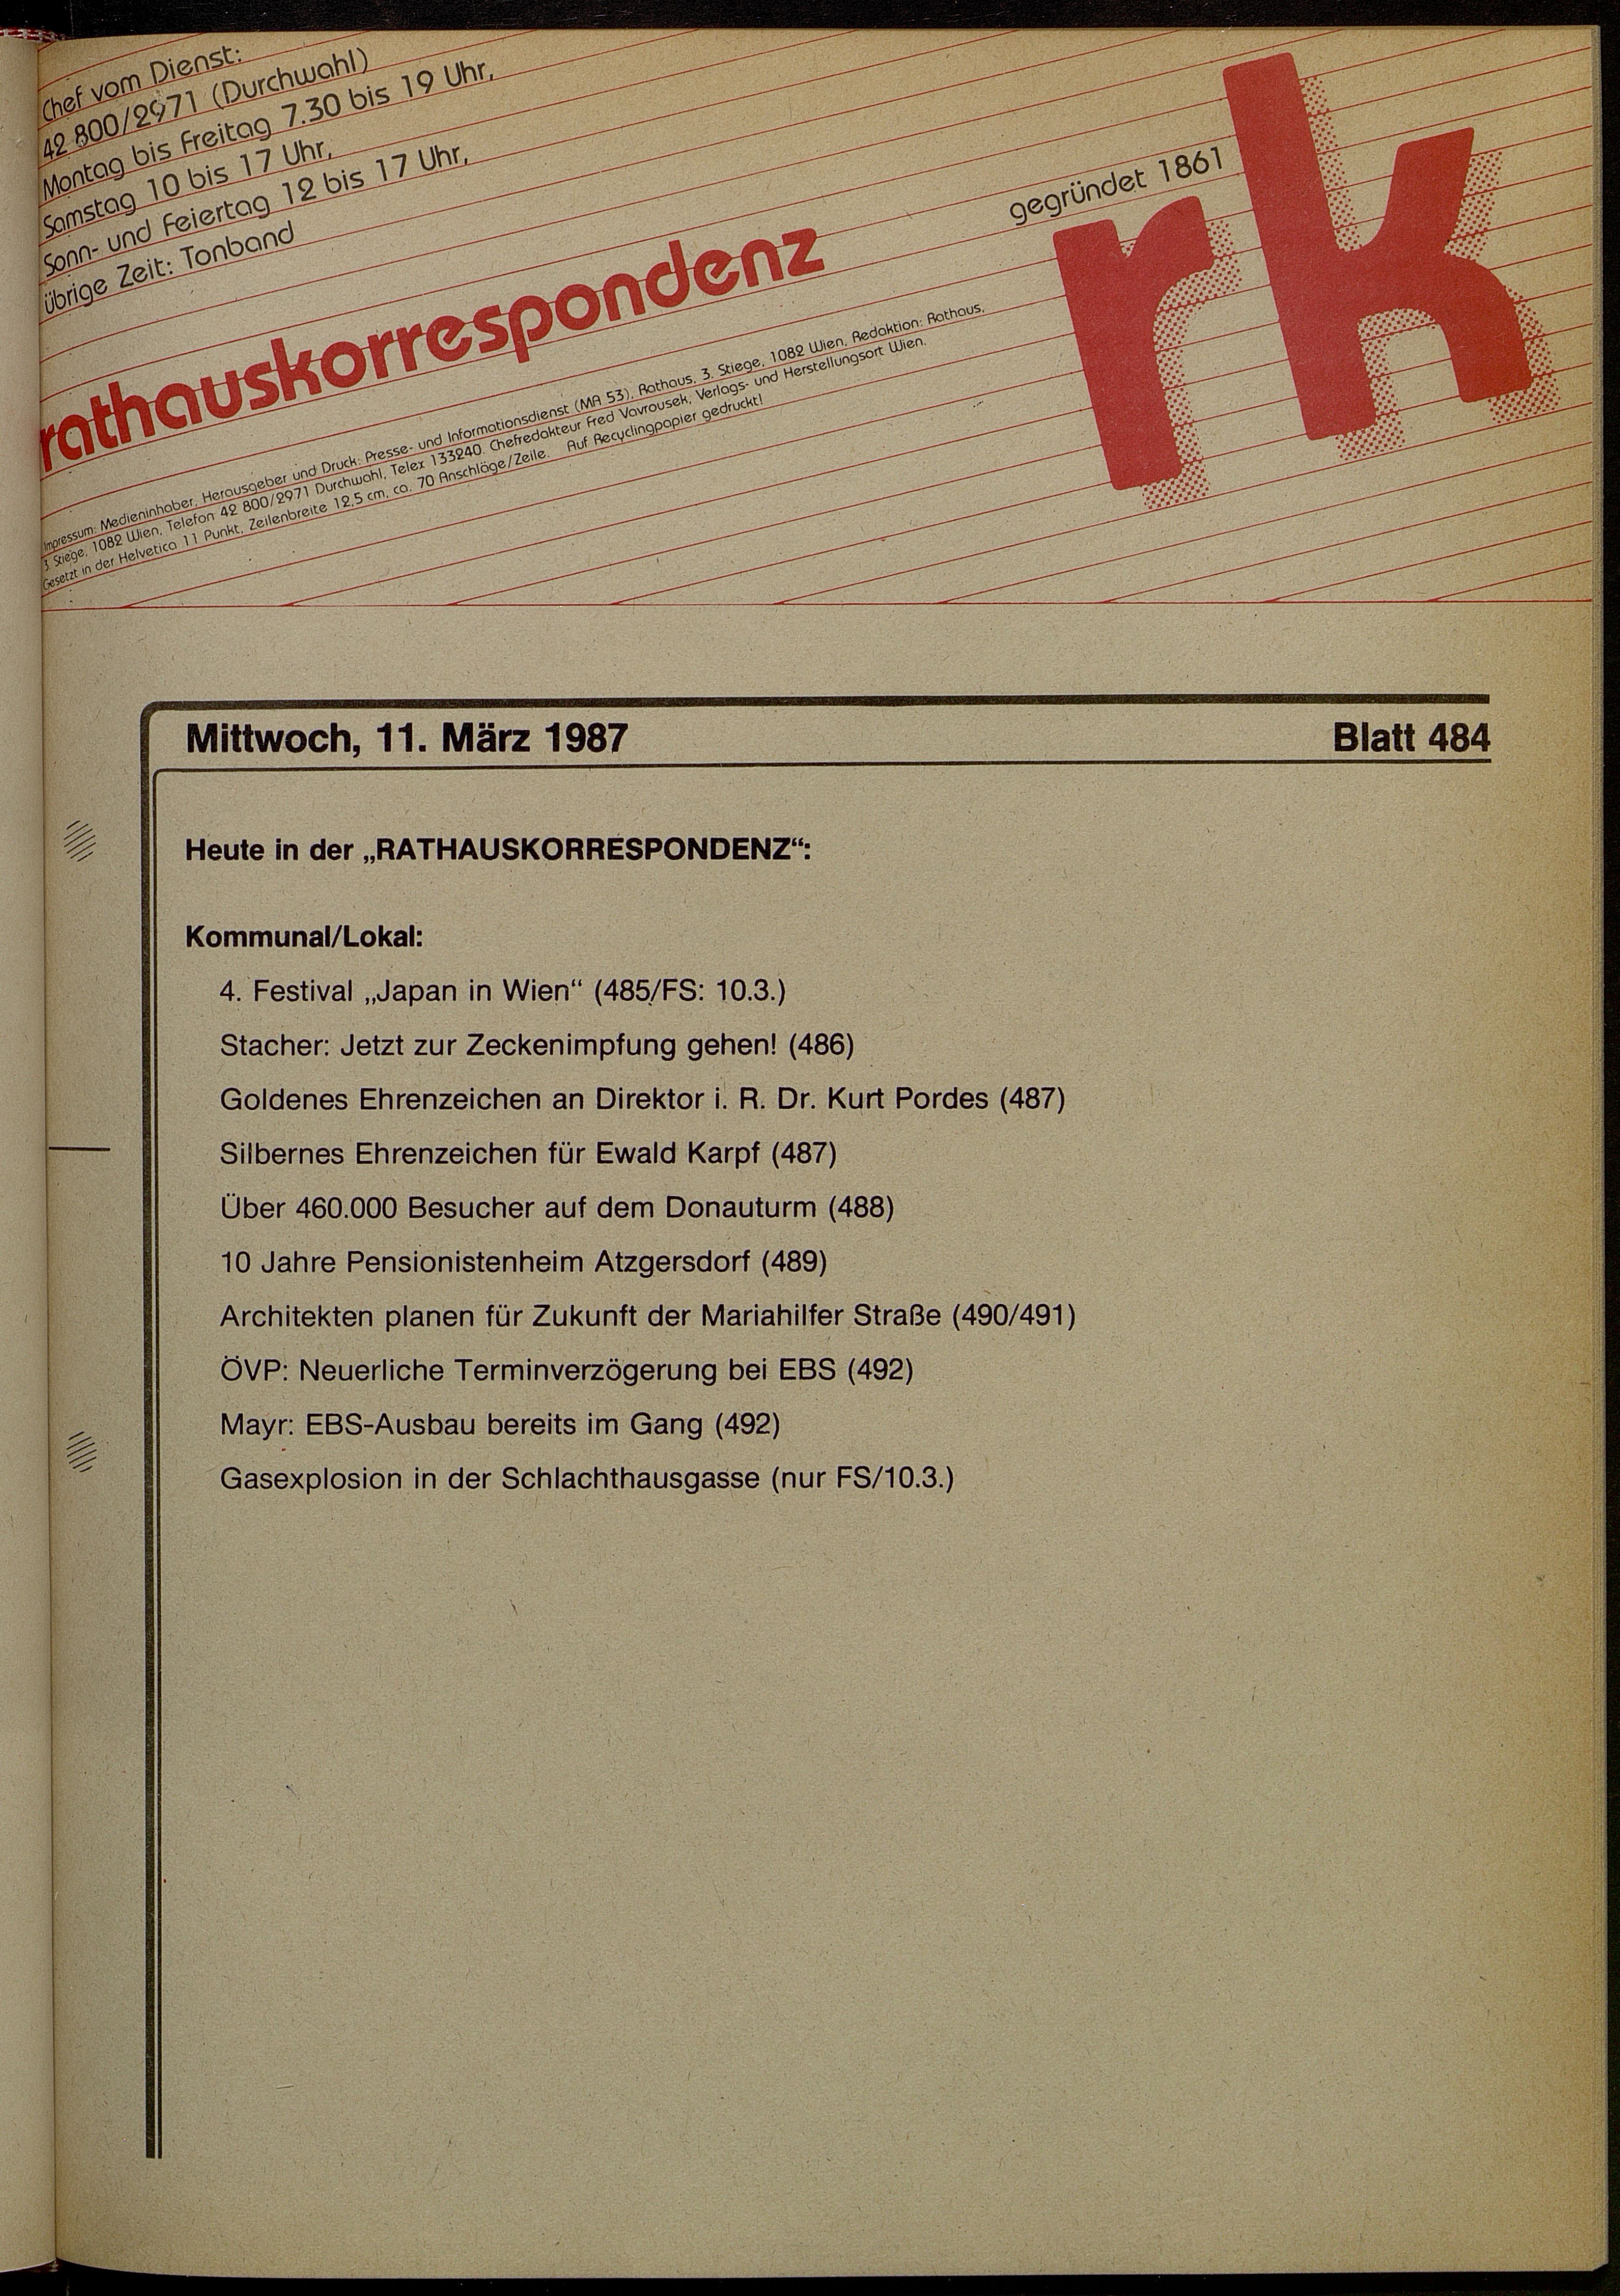 Chef vom Dienst:
42 800/2971 (Durchwahl)
Montag bis Freitag 7.30 bis 19 Uhr,
Samstag 10 bis 17 Uhr,
Sonn- und Feiertag 12 bis 17 Uhr,
übrige Zeit: Tonband
gegründet 1861
rk
rathauskorrespondenz
Impressum: Medieninhaber, Herausgeber und Druck: Presse- und Informationsdienst (MA 53), Rathaus, 3. Stiege, 1082 Wien, Redaktion: Rathaus,
3. Stiege, 1082 Wien, Telefon 42 800/2971 Durchwahl, Telex 133240. Chefredakteur Fred Vavrousek, Verlags- und Herstellungsort Wien.
Gesetzt in der Helvetica 11 Punkt, Zeilenbreite 12,5 cm, ca. 70 Anschläge/Zeile. Auf Recyclingpapier gedruckt!
Mittwoch, 11. März 1987 Blatt 484
Heute in der „RATHAUSKORRESPONDENZ“:
Kommunal/Lokal:
4. Festival „Japan in Wien“ (485/FS: 10.3.)
Stacher: Jetzt zur Zeckenimpfung gehen! (486)
Goldenes Ehrenzeichen an Direktor i. R. Dr. Kurt Pordes (487)
Silbernes Ehrenzeichen für Ewald Karpf (487)
Über 460.000 Besucher auf dem Donauturm (488)
10 Jahre Pensionistenheim Atzgersdorf (489)
Architekten planen für Zukunft der Mariahilfer Straße (490/491)
ÖVP: Neuerliche Terminverzögerung bei EBS (492)
Mayr: EBS-Ausbau bereits im Gang (492)
Gasexplosion in der Schlachthausgasse (nur FS/10.3.)